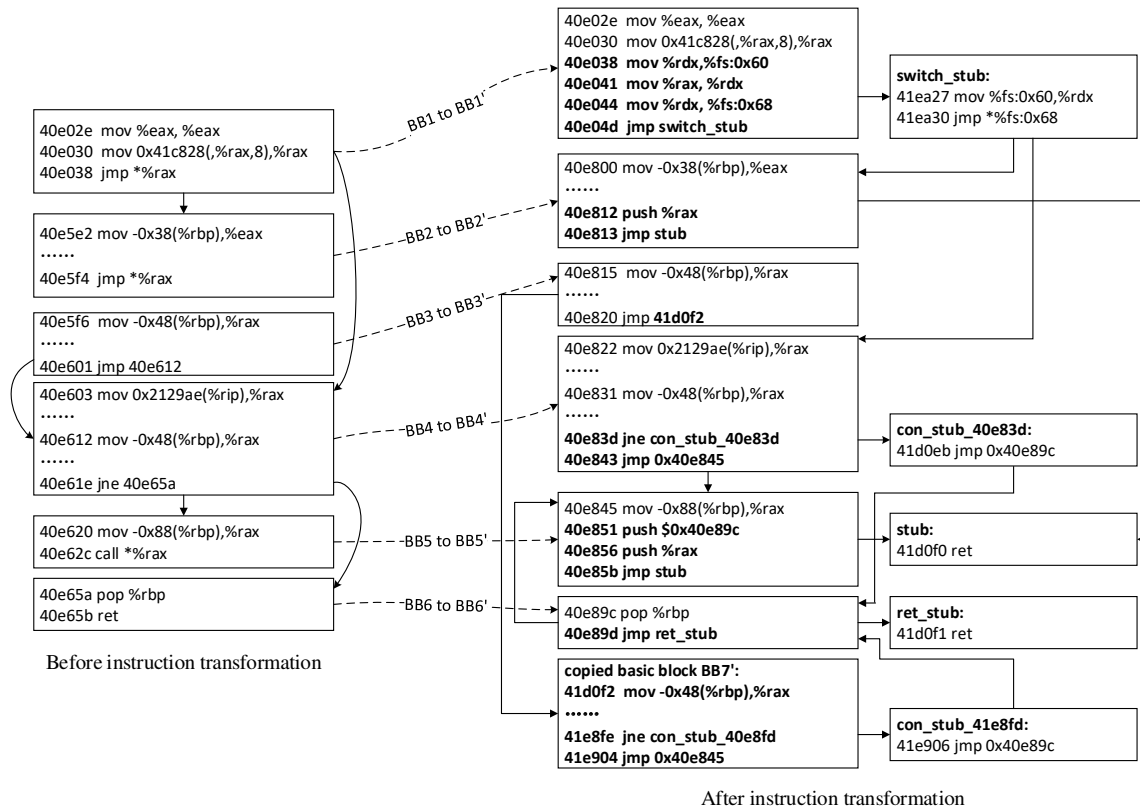 40e02e  mov %eax, %eax
40e030  mov 0x41c828(,%rax,8),%rax
40e038  jmp *%rax
40e5e2 mov -0x38(%rbp),%eax
......
40e5f4  jmp *%rax
40e5f6  mov -0x48(%rbp),%rax
......
40e601 jmp 40e612
40e603 mov 0x2129ae(%rip),%rax
......
40e612 mov -0x48(%rbp),%rax
......
40e61e jne 40e65a
40e620 mov -0x88(%rbp),%rax
40e62c call *%rax
40e65a pop %rbp
40e65b ret
Before instruction transformation
BB1 to BB1'
BB2 to BB2'
BB3 to BB3'
BB4 to BB4'
BB5 to BB5'
BB6 to BB6'
40e02e  mov %eax, %eax
40e030  mov 0x41c828(,%rax,8),%rax
40e038  mov %rdx,%fs:0x60
40e041  mov %rax, %rdx
40e044  mov %rdx, %fs:0x68
40e04d  jmp switch_stub
40e800  mov -0x38(%rbp),%eax
......
40e812 push %rax
40e813 jmp stub
40e815  mov -0x48(%rbp),%rax
......
40e820 jmp 41d0f2
40e822 mov 0x2129ae(%rip),%rax
......
40e831  mov -0x48(%rbp),%rax
......
40e83d jne con_stub_40e83d
40e843 jmp 0x40e845
40e845 mov -0x88(%rbp),%rax
40e851 push $0x40e89c
40e856 push %rax
40e85b jmp stub
40e89c pop %rbp
40e89d jmp ret_stub
copied basic block BB7':
41d0f2  mov -0x48(%rbp),%rax
......
41e8fe  jne con_stub_40e8fd
41e904 jmp 0x40e845
switch_stub:
41ea27 mov %fs:0x60,%rdx
41ea30 jmp *%fs:0x68
con_stub_40e83d:
41d0eb jmp 0x40e89c
stub:
41d0f0 ret
ret_stub:
41d0f1 ret
con_stub_41e8fd:
41e906 jmp 0x40e89c
After instruction transformation